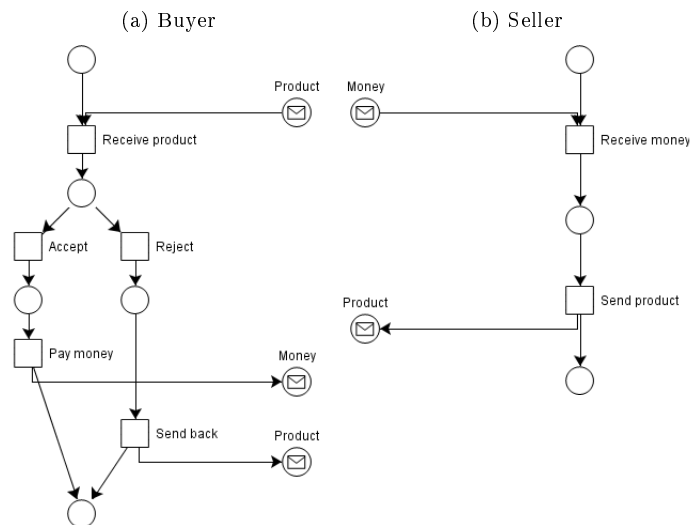 (a) Buyer
(b) Seller
Product
Money
Receive product
Receive money
Accept
Reject
Product
Send product
Pay money
Money
Send back
Product